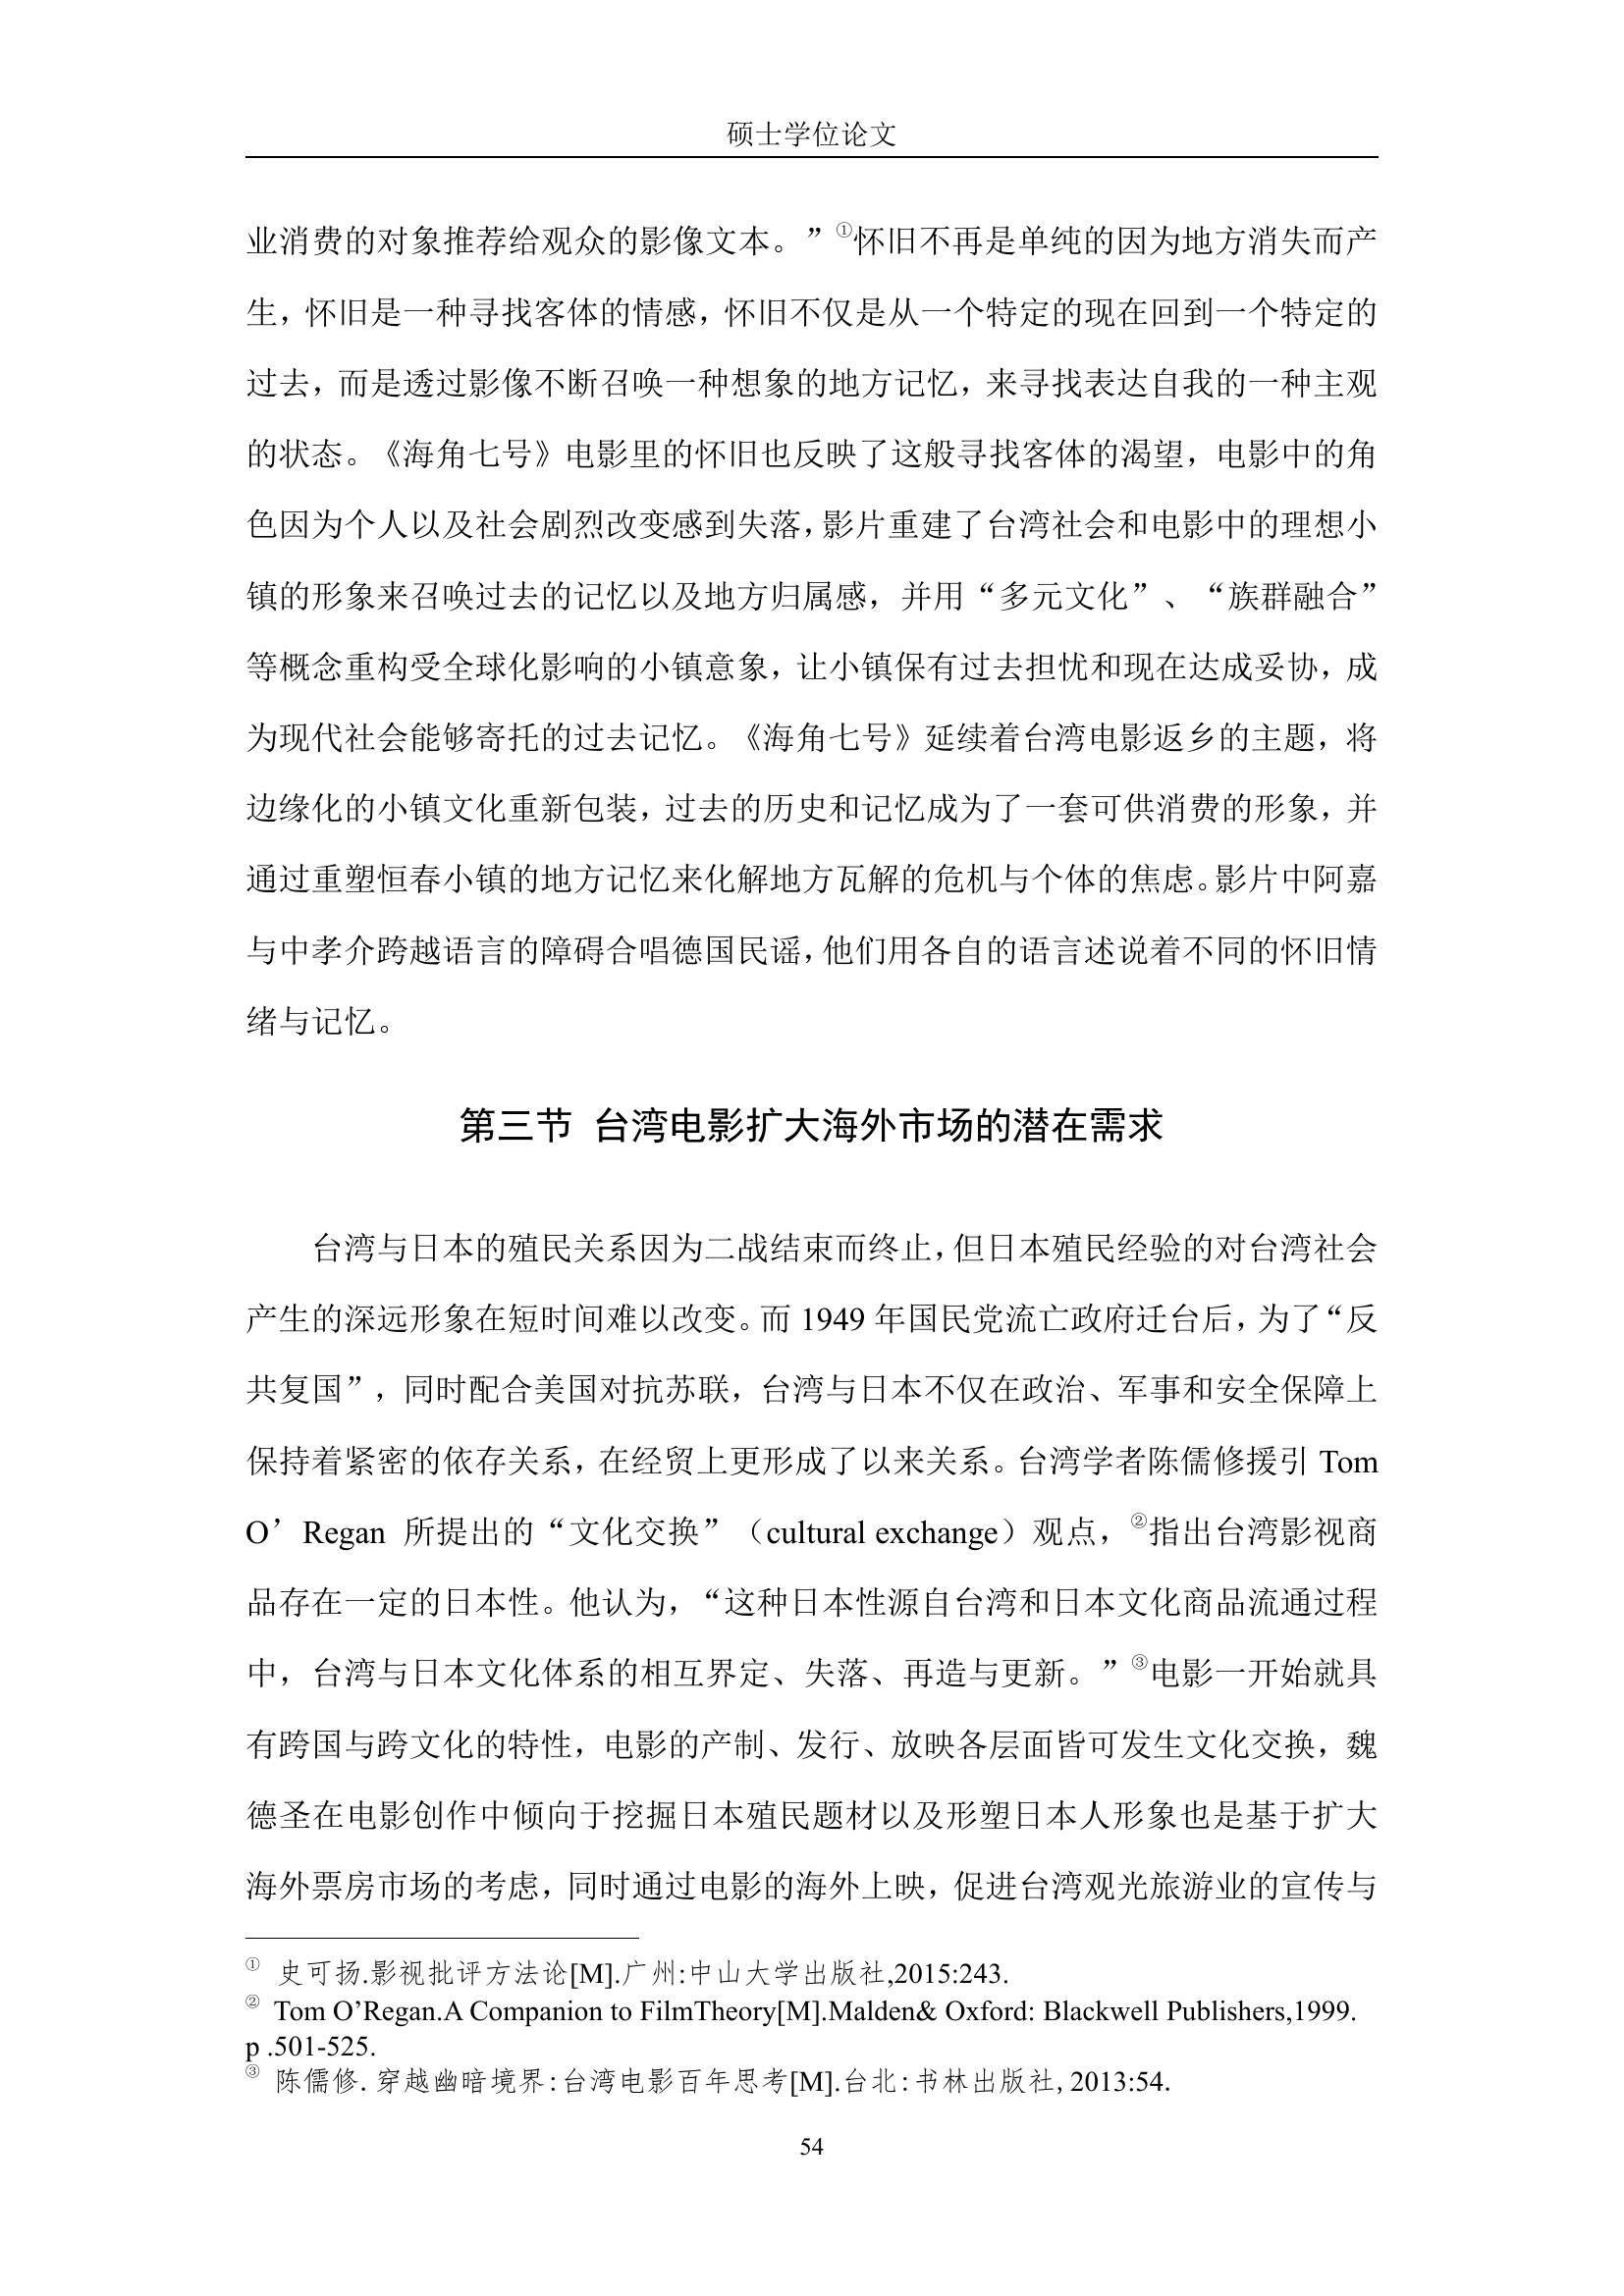 硕士学位论文
业消费的对象推荐给观众的影像文本。”①怀旧不再是单纯的因为地方消失而产
生，怀旧是一种寻找客体的情感，怀旧不仅是从一个特定的现在回到一个特定的
过去，而是透过影像不断召唤一种想象的地方记忆，来寻找表达自我的一种主观
的状态。《海角七号》电影里的怀旧也反映了这般寻找客体的渴望，电影中的角
色因为个人以及社会剧烈改变感到失落，影片重建了台湾社会和电影中的理想小
镇的形象来召唤过去的记忆以及地方归属感，并用“多元文化”、“族群融合”
等概念重构受全球化影响的小镇意象，让小镇保有过去担忧和现在达成妥协，成
为现代社会能够寄托的过去记忆。《海角七号》延续着台湾电影返乡的主题，将
边缘化的小镇文化重新包装，过去的历史和记忆成为了一套可供消费的形象，并
通过重塑恒春小镇的地方记忆来化解地方瓦解的危机与个体的焦虑。影片中阿嘉
与中孝介跨越语言的障碍合唱德国民谣，他们用各自的语言述说着不同的怀旧情
绪与记忆。
第三节 台湾电影扩大海外市场的潜在需求
台湾与日本的殖民关系因为二战结束而终止，但日本殖民经验的对台湾社会
产生的深远形象在短时间难以改变。而 1949 年国民党流亡政府迁台后，为了“反
共复国”，同时配合美国对抗苏联，台湾与日本不仅在政治、军事和安全保障上
保持着紧密的依存关系，在经贸上更形成了以来关系。台湾学者陈儒修援引 Tom
O’Regan 所提出的“文化交换”（cultural exchange）观点，②指出台湾影视商
品存在一定的日本性。他认为，“这种日本性源自台湾和日本文化商品流通过程
中，台湾与日本文化体系的相互界定、失落、再造与更新。”③电影一开始就具
有跨国与跨文化的特性，电影的产制、发行、放映各层面皆可发生文化交换，魏
德圣在电影创作中倾向于挖掘日本殖民题材以及形塑日本人形象也是基于扩大
海外票房市场的考虑，同时通过电影的海外上映，促进台湾观光旅游业的宣传与
① 史可扬.影视批评方法论[M].广州:中山大学出版社,2015:243.
② Tom O’Regan.A Companion to FilmTheory[M].Malden& Oxford: Blackwell Publishers,1999.
p .501-525.
③ 陈儒修. 穿越幽暗境界:台湾电影百年思考[M].台北:书林出版社, 2013:54.
54